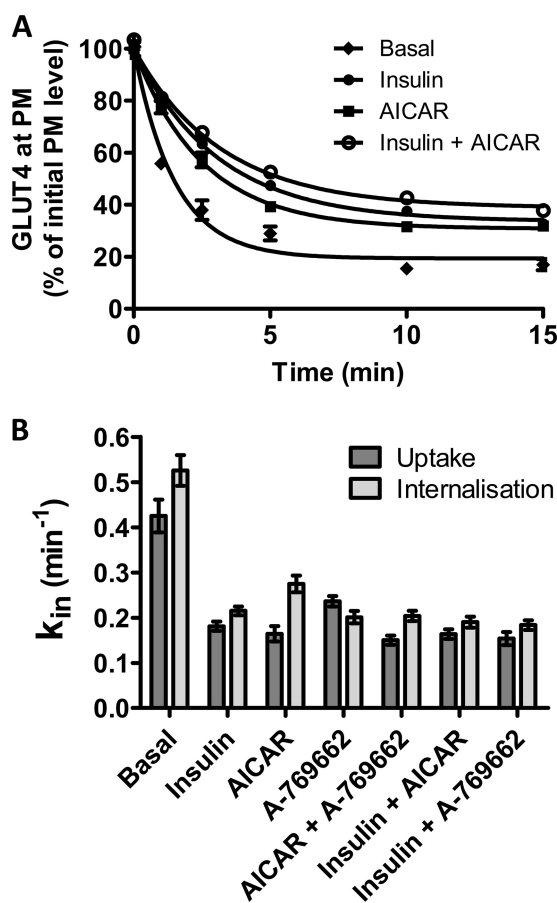 A
GLUT4 at PM
(% of initial PM level)
100
80
60
40
20
0
Basal
Insulin
AICAR
Insulin + AICAR
0
5
10
15
Time (min)
B
kin (min-1)
0.6
0.5
0.4
0.3
0.2
0.1
0.0
Uptake
Internalisation
Basal
Insulin
AICAR
A-769662
AICAR + A-769662
Insulin + AICAR
Insulin + A-769662